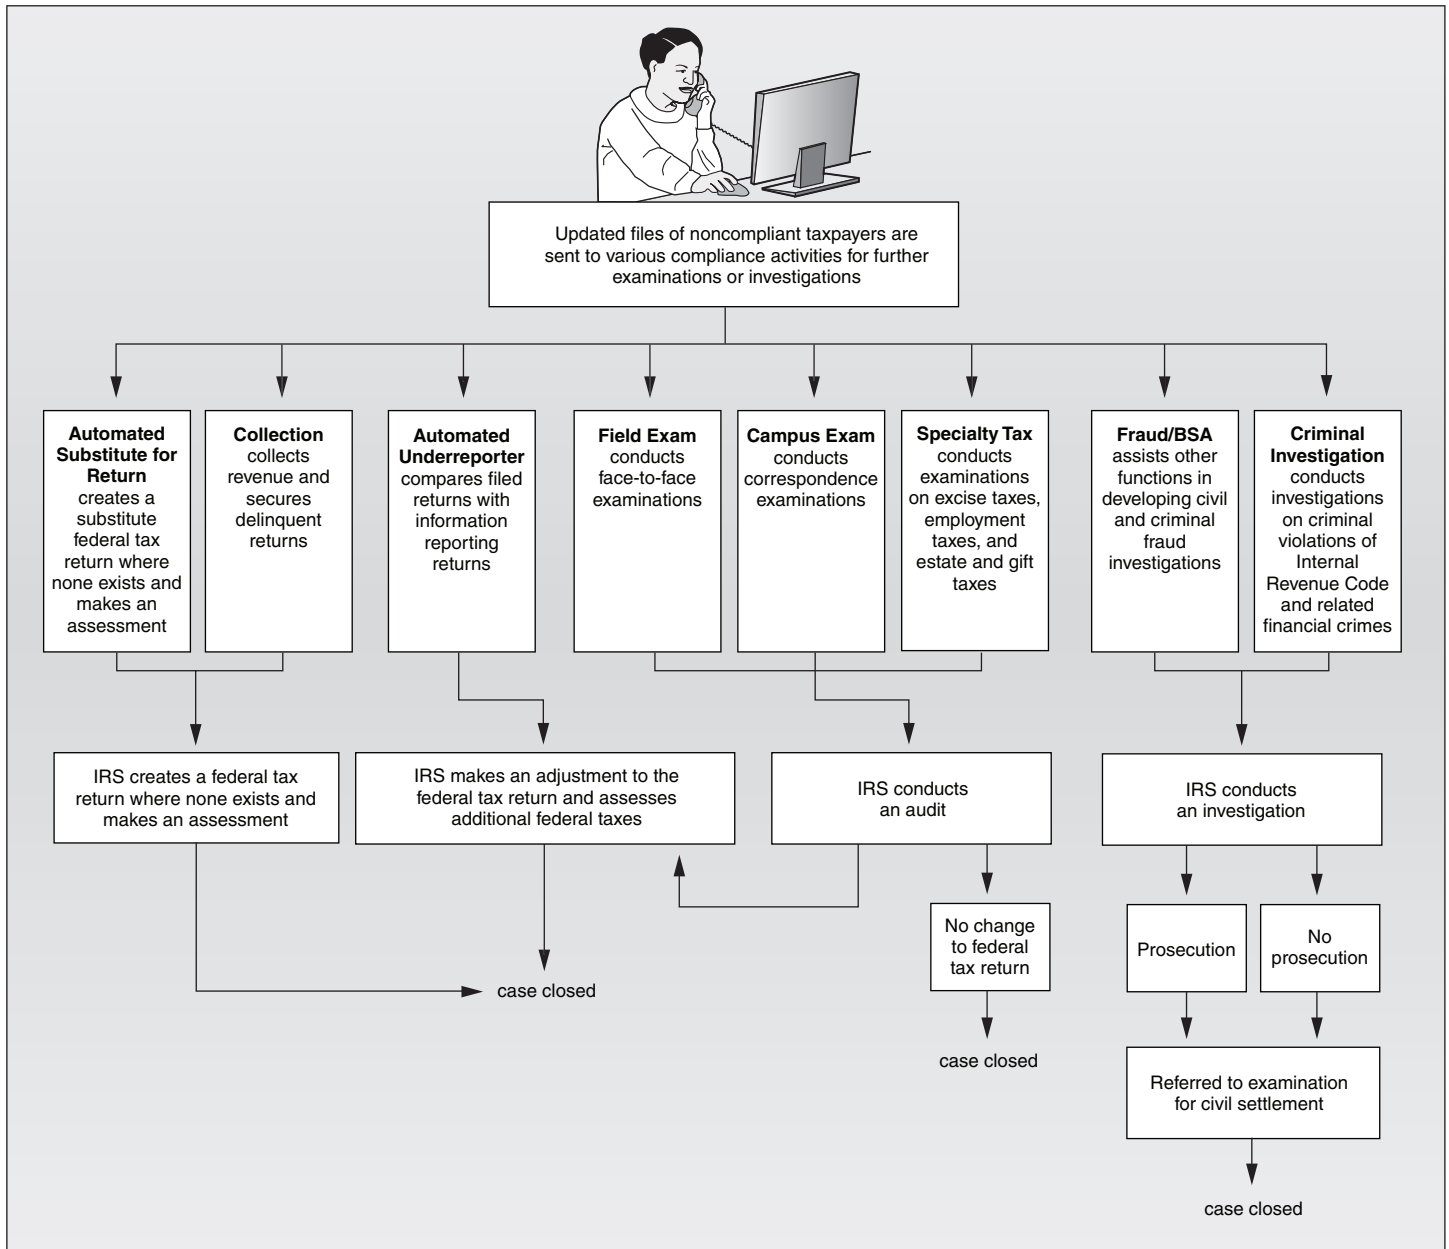 Updated files of noncompliant taxpayers are
sent to various compliance activities for further
examinations or investigations
Automated
Substitute for
Return
creates a
substitute
federal tax
return where
none exists and
makes an
assessment
Collection
collects
revenue and
secures
delinquent
returns
Automated
Underreporter
compares filed
returns with
information
reporting
returns
Field Exam
conducts
face-to-face
examinations
Campus Exam
conducts
correspondence
examinations
Specialty Tax
conducts
examinations
on excise taxes,
employment
taxes, and
estate and gift
taxes
Fraud/BSA
assists other
functions in
developing civil
and criminal
fraud
investigations
Criminal
Investigation
conducts
investigations
on criminal
violations of
Internal
Revenue Code
and related
financial crimes
IRS creates a federal tax
return where none exists and
makes an assessment
IRS makes an adjustment to the
federal tax return and assesses
additional federal taxes
IRS conducts
an audit
IRS conducts
an investigation
No change
to federal
tax return
Prosecution
No
prosecution
case closed
case closed
Referred to examination
for civil settlement
case closed